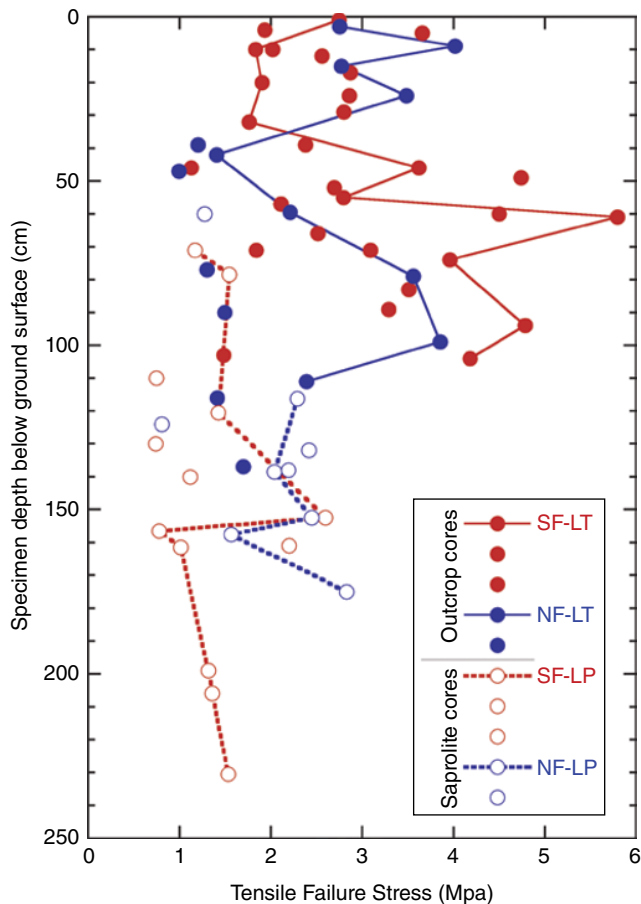 0
50
100
150
200
250
Specimen depth below ground surface (cm)
0 1 2 3 4 5 6
Tensile Failure Stress (Mpa)
Outcrop cores
SF-LT
NF-LT
Saprolite cores
SF-LP
NF-LP